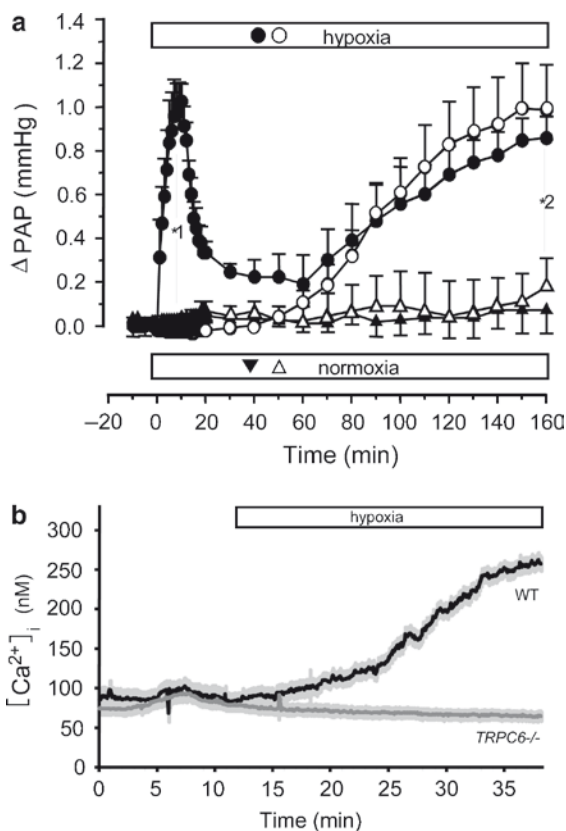 a
hypoxia
1.4
1.2
1.0
0.8
0.6
0.4
0.2
0.0
Δ PAP (mmHg)
*1
*2
normoxia
–20 0 20 40 60 80 100 120 140 160
Time (min)
b
hypoxia
300
250
200
150
100
50
0
[Ca²⁺]i (nM)
WT
TRPC6-/-
0 5 10 15 20 25 30 35
Time (min)